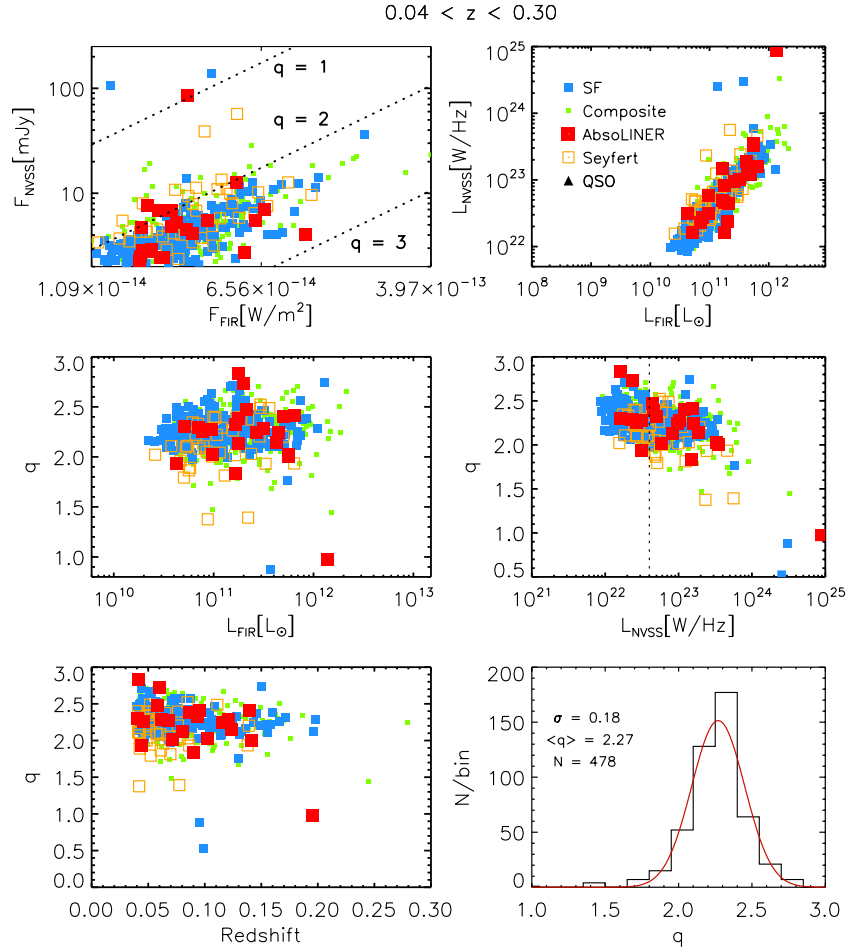 0.04 < z < 0.30
F_NVSS[mJy]
100
10
q = 1
q = 2
q = 3
1.09×10^-14
6.56×10^-14
3.97×10^-13
F_FIR[W/m^2]
L_NVSS[W/Hz]
10^25
10^24
10^23
10^22
SF
Composite
AbsoLINER
Seyfert
QSO
10^8
10^9
10^10
10^11
10^12
L_FIR[L_⊙]
q
3.0
2.5
2.0
1.5
1.0
10^10
10^11
10^12
10^13
L_FIR[L_⊙]
q
3.0
2.5
2.0
1.5
1.0
0.5
10^21
10^22
10^23
10^24
10^25
L_NVSS[W/Hz]
q
3.0
2.5
2.0
1.5
1.0
0.5
0.0
0.00
0.05
0.10
0.15
0.20
0.25
0.30
Redshift
N/bin
200
150
100
50
0
σ = 0.18
<q> = 2.27
N = 478
1.0
1.5
2.0
2.5
3.0
q